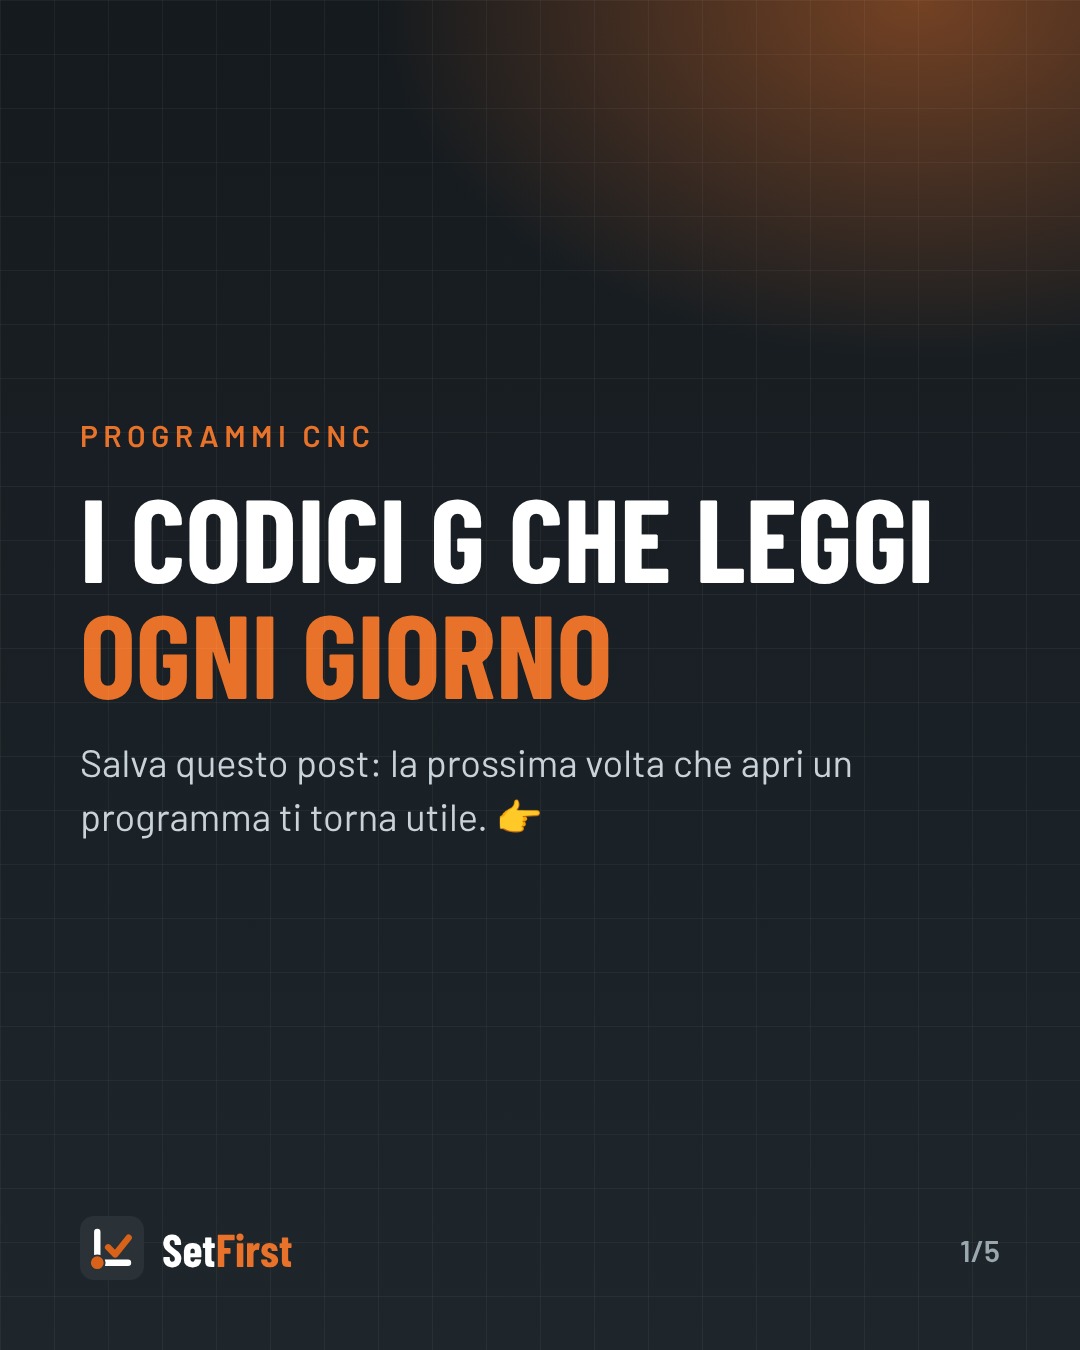 PROGRAMMI CNC
I CODICI G CHE LEGGI
OGNI GIORNO
Salva questo post: la prossima volta che apri un
programma ti torna utile. 👉
SetFirst
1/5